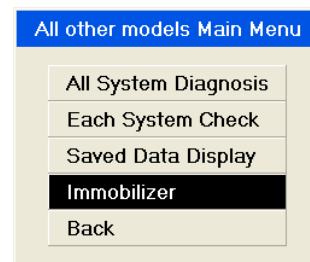 All other models Main Menu
All System Diagnosis
Each System Check
Saved Data Display
Immobilizer
Back